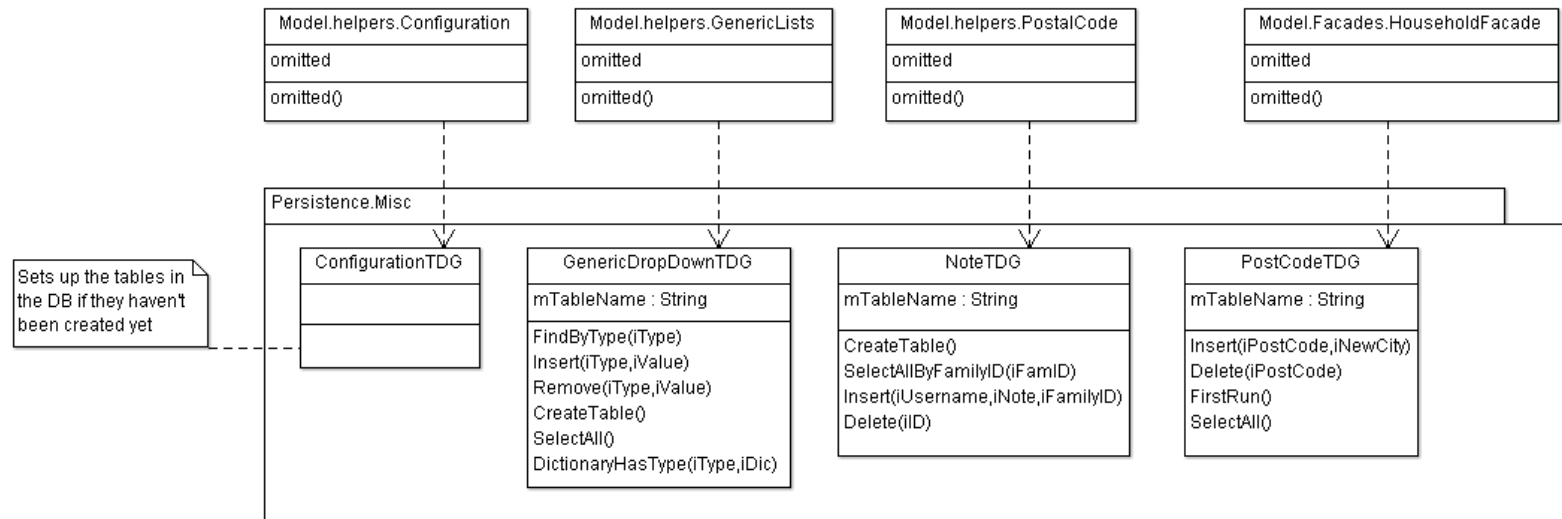 Model.helpers.Configuration
omitted
omitted()
Model.helpers.GenericLists
omitted
omitted()
Model.helpers.PostalCode
omitted
omitted()
Model.Facades.HouseholdFacade
omitted
omitted()
Persistence.Misc
Sets up the tables in
the DB if they haven't
been created yet
ConfigurationTDG
GenericDropDownTDG
mTableName : String
FindByType(iType)
Insert(iType,iValue)
Remove(iType,iValue)
CreateTable()
SelectAll()
DictionaryHasType(iType,iDic)
NoteTDG
mTableName : String
CreateTable()
SelectAllByFamilyID(iFamID)
Insert(iUsername,iNote,iFamilyID)
Delete(iID)
PostCodeTDG
mTableName : String
Insert(iPostCode,iNewCity)
Delete(iPostCode)
FirstRun()
SelectAll()